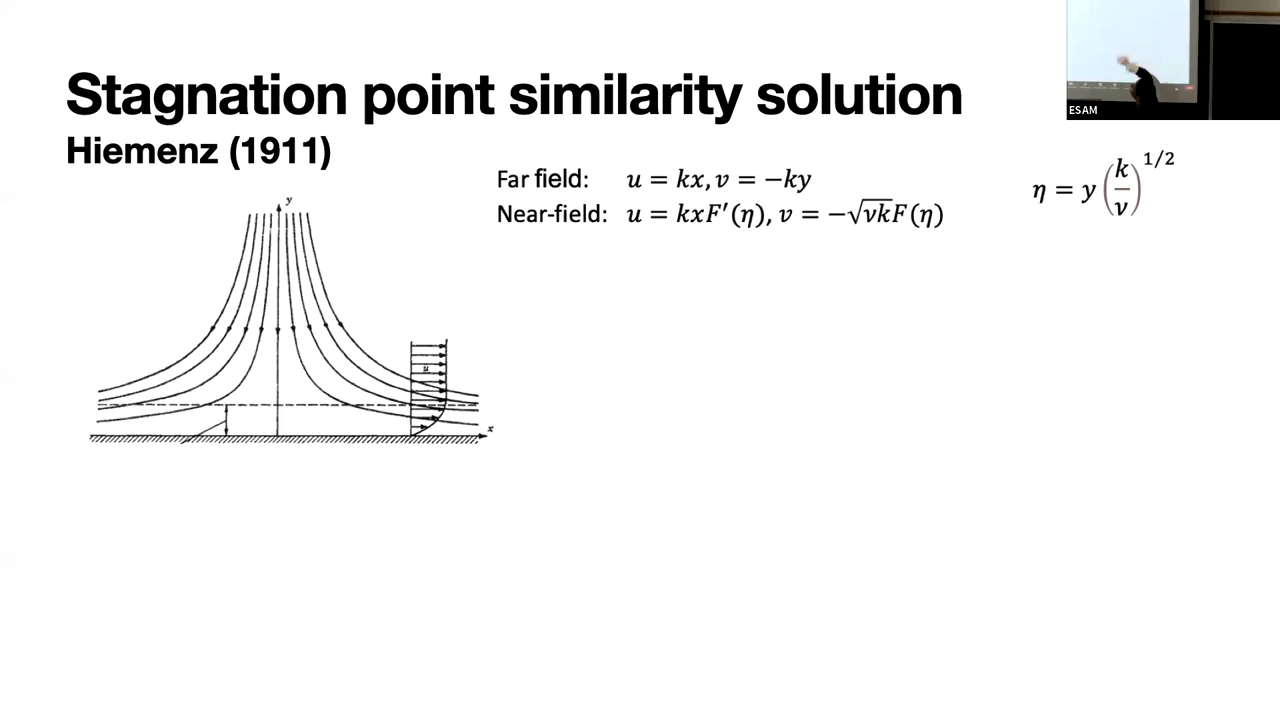 Stagnation point similarity solution
Hiemenz (1911)
ESAM
Far field: u = kx, v = −ky
Near-field: u = kxF′(η), v = −√νk F(η)
η = y (k/ν)^1/2
y
u
x